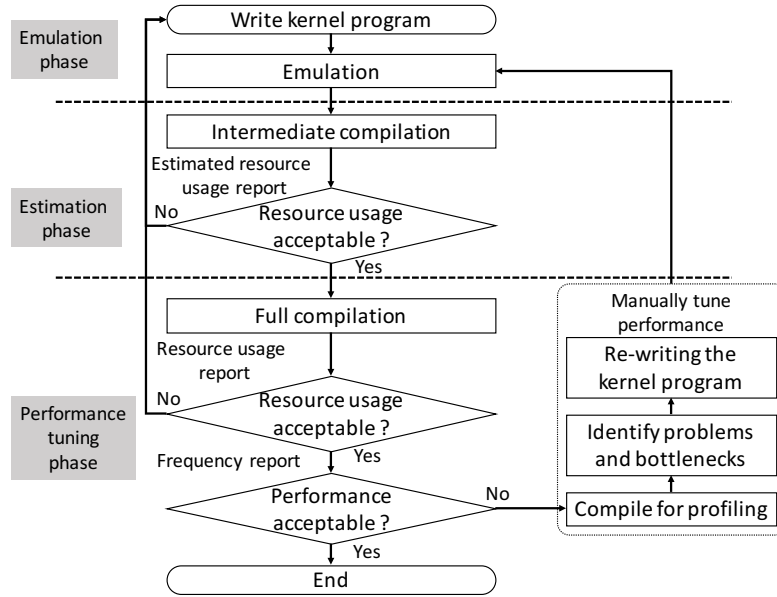 Write kernel program
Emulation
phase
Emulation
Intermediate compilation
Estimated resource
usage report
Estimation
phase
No
Resource usage
acceptable ?
Yes
Full compilation
Resource usage
report
Performance
tuning
phase
No
Resource usage
acceptable ?
Frequency report
Yes
Performance
acceptable ?
No
Yes
End
Manually tune
performance
Re-writing the
kernel program
Identify problems
and bottlenecks
Compile for profiling